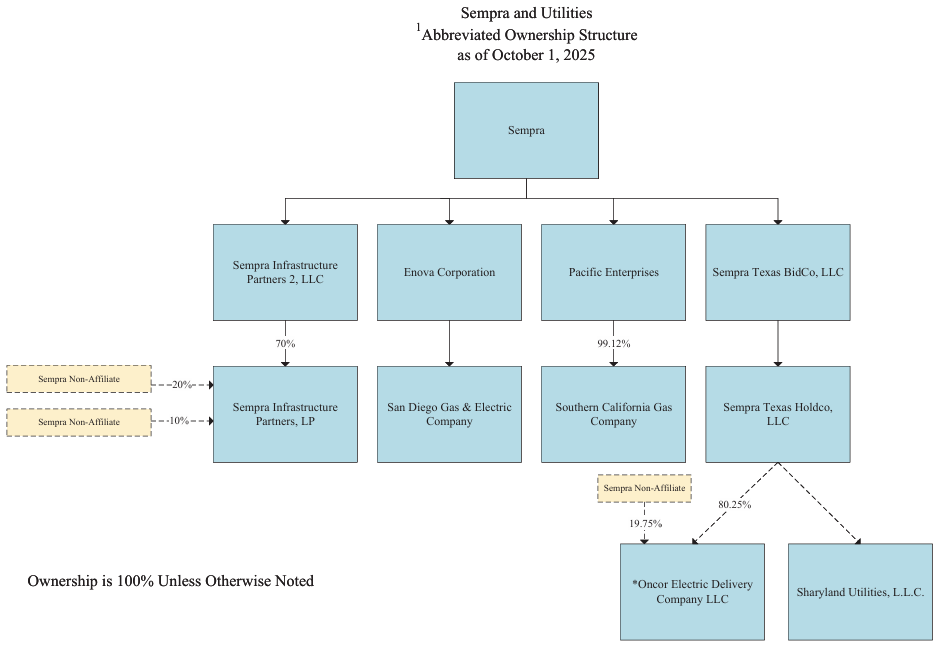 Sempra and Utilities
¹Abbreviated Ownership Structure
as of October 1, 2025
Sempra
Sempra Infrastructure
Partners 2, LLC
Enova Corporation
Pacific Enterprises
Sempra Texas BidCo, LLC
70%
99.12%
Sempra Non-Affiliate
20%
Sempra Non-Affiliate
10%
Sempra Infrastructure
Partners, LP
San Diego Gas & Electric
Company
Southern California Gas
Company
Sempra Texas Holdco,
LLC
Sempra Non-Affiliate
80.25%
19.75%
*Oncor Electric Delivery
Company LLC
Sharyland Utilities, L.L.C.
Ownership is 100% Unless Otherwise Noted